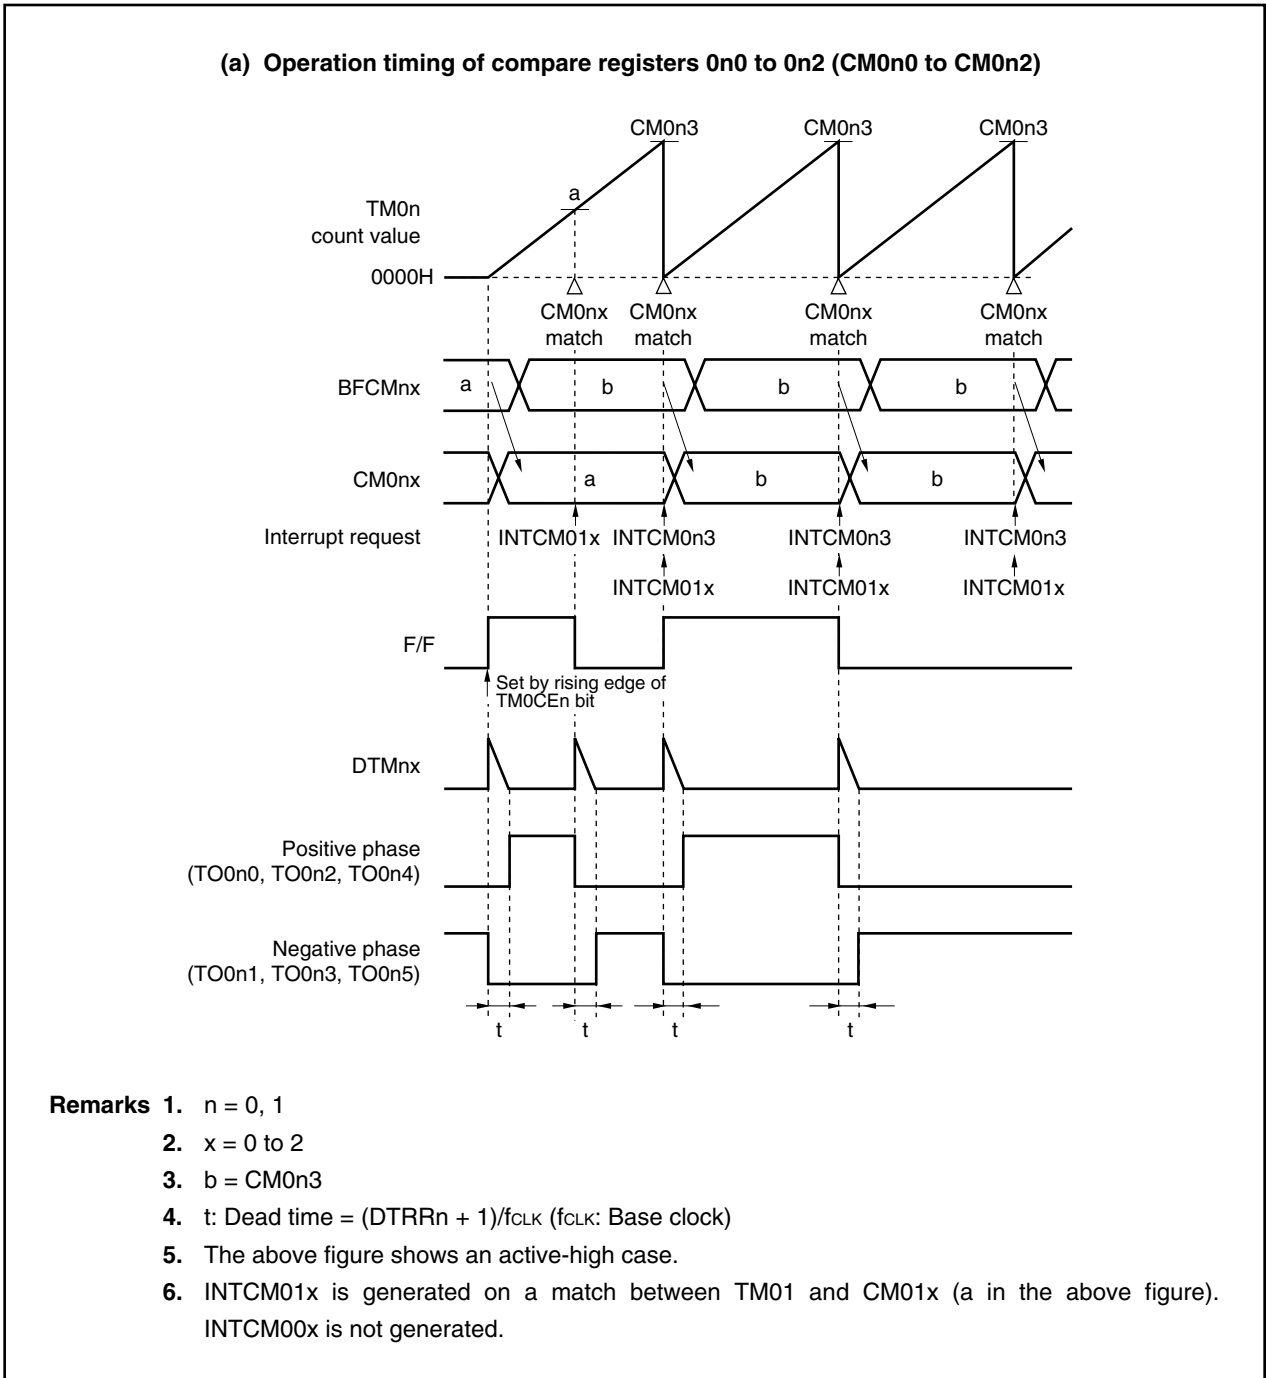 (a) Operation timing of compare registers 0n0 to 0n2 (CM0n0 to CM0n2)
CM0n3 CM0n3 CM0n3
a
TM0n
count value
0000H
CM0nx CM0nx CM0nx CM0nx
match match match match
BFCMnx a b b b
CM0nx a b b
Interrupt request INTCM01x INTCM0n3 INTCM0n3 INTCM0n3
INTCM01x INTCM01x INTCM01x
F/F
Set by rising edge of
TM0CEn bit
DTMnx
Positive phase
(TO0n0, TO0n2, TO0n4)
Negative phase
(TO0n1, TO0n3, TO0n5)
t t t t
Remarks 1. n = 0, 1
2. x = 0 to 2
3. b = CM0n3
4. t: Dead time = (DTRRn + 1)/fCLK (fCLK: Base clock)
5. The above figure shows an active-high case.
6. INTCM01x is generated on a match between TM01 and CM01x (a in the above figure).
INTCM00x is not generated.